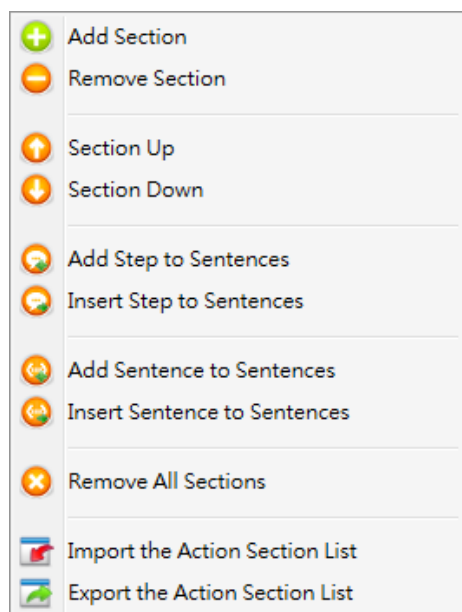 Add Section
Remove Section
Section Up
Section Down
Add Step to Sentences
Insert Step to Sentences
Add Sentence to Sentences
Insert Sentence to Sentences
Remove All Sections
Import the Action Section List
Export the Action Section List